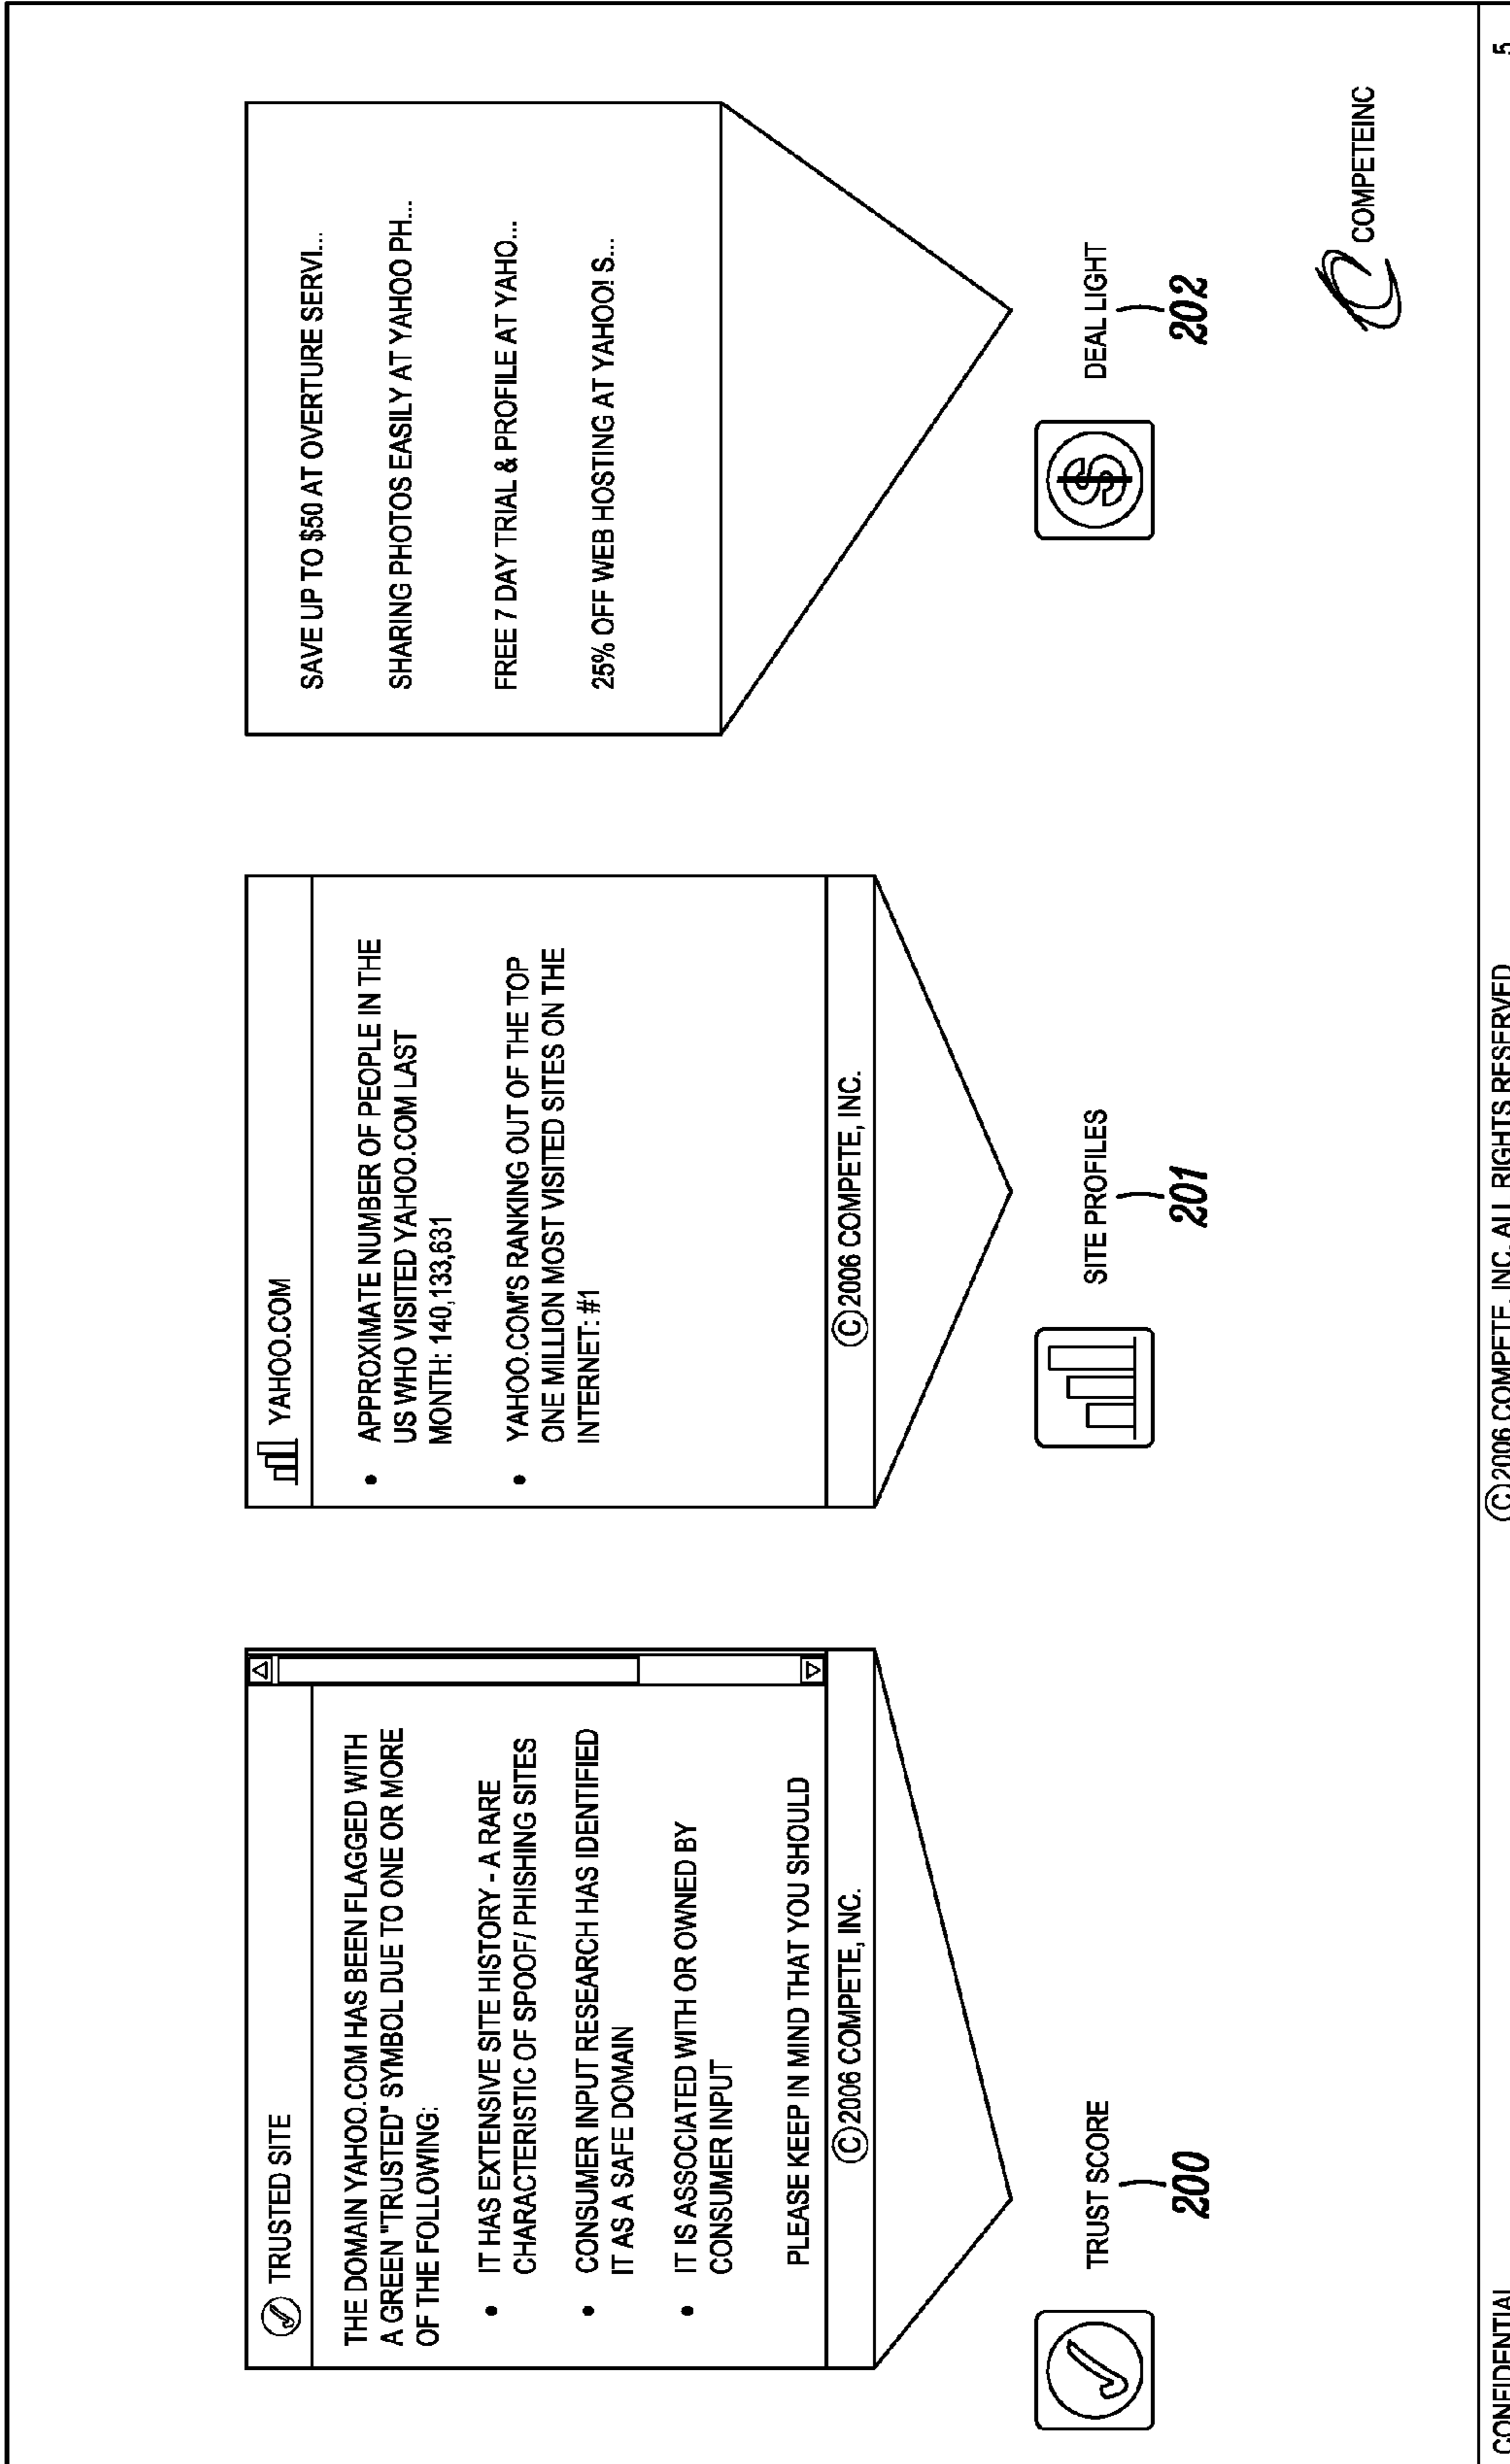 TRUSTED SITE
THE DOMAIN YAHOO.COM HAS BEEN FLAGGED WITH
A GREEN "TRUSTED" SYMBOL DUE TO ONE OR MORE
OF THE FOLLOWING:
• IT HAS EXTENSIVE SITE HISTORY - A RARE
CHARACTERISTIC OF SPOOF/ PHISHING SITES
• CONSUMER INPUT RESEARCH HAS IDENTIFIED
IT AS A SAFE DOMAIN
• IT IS ASSOCIATED WITH OR OWNED BY
CONSUMER INPUT
PLEASE KEEP IN MIND THAT YOU SHOULD
©2006 COMPETE, INC.
TRUST SCORE
200
YAHOO.COM
• APPROXIMATE NUMBER OF PEOPLE IN THE
US WHO VISITED YAHOO.COM LAST
MONTH: 140,133,631
• YAHOO.COM'S RANKING OUT OF THE TOP
ONE MILLION MOST VISITED SITES ON THE
INTERNET: #1
©2006 COMPETE, INC.
SITE PROFILES
201
SAVE UP TO $50 AT OVERTURE SERVI...
SHARING PHOTOS EASILY AT YAHOO PH...
FREE 7 DAY TRIAL & PROFILE AT YAHO...
25% OFF WEB HOSTING AT YAHOO! S...
$
DEAL LIGHT
202
COMPETEINC
CONFIDENTIAL
©2006 COMPETE, INC. ALL RIGHTS RESERVED
5